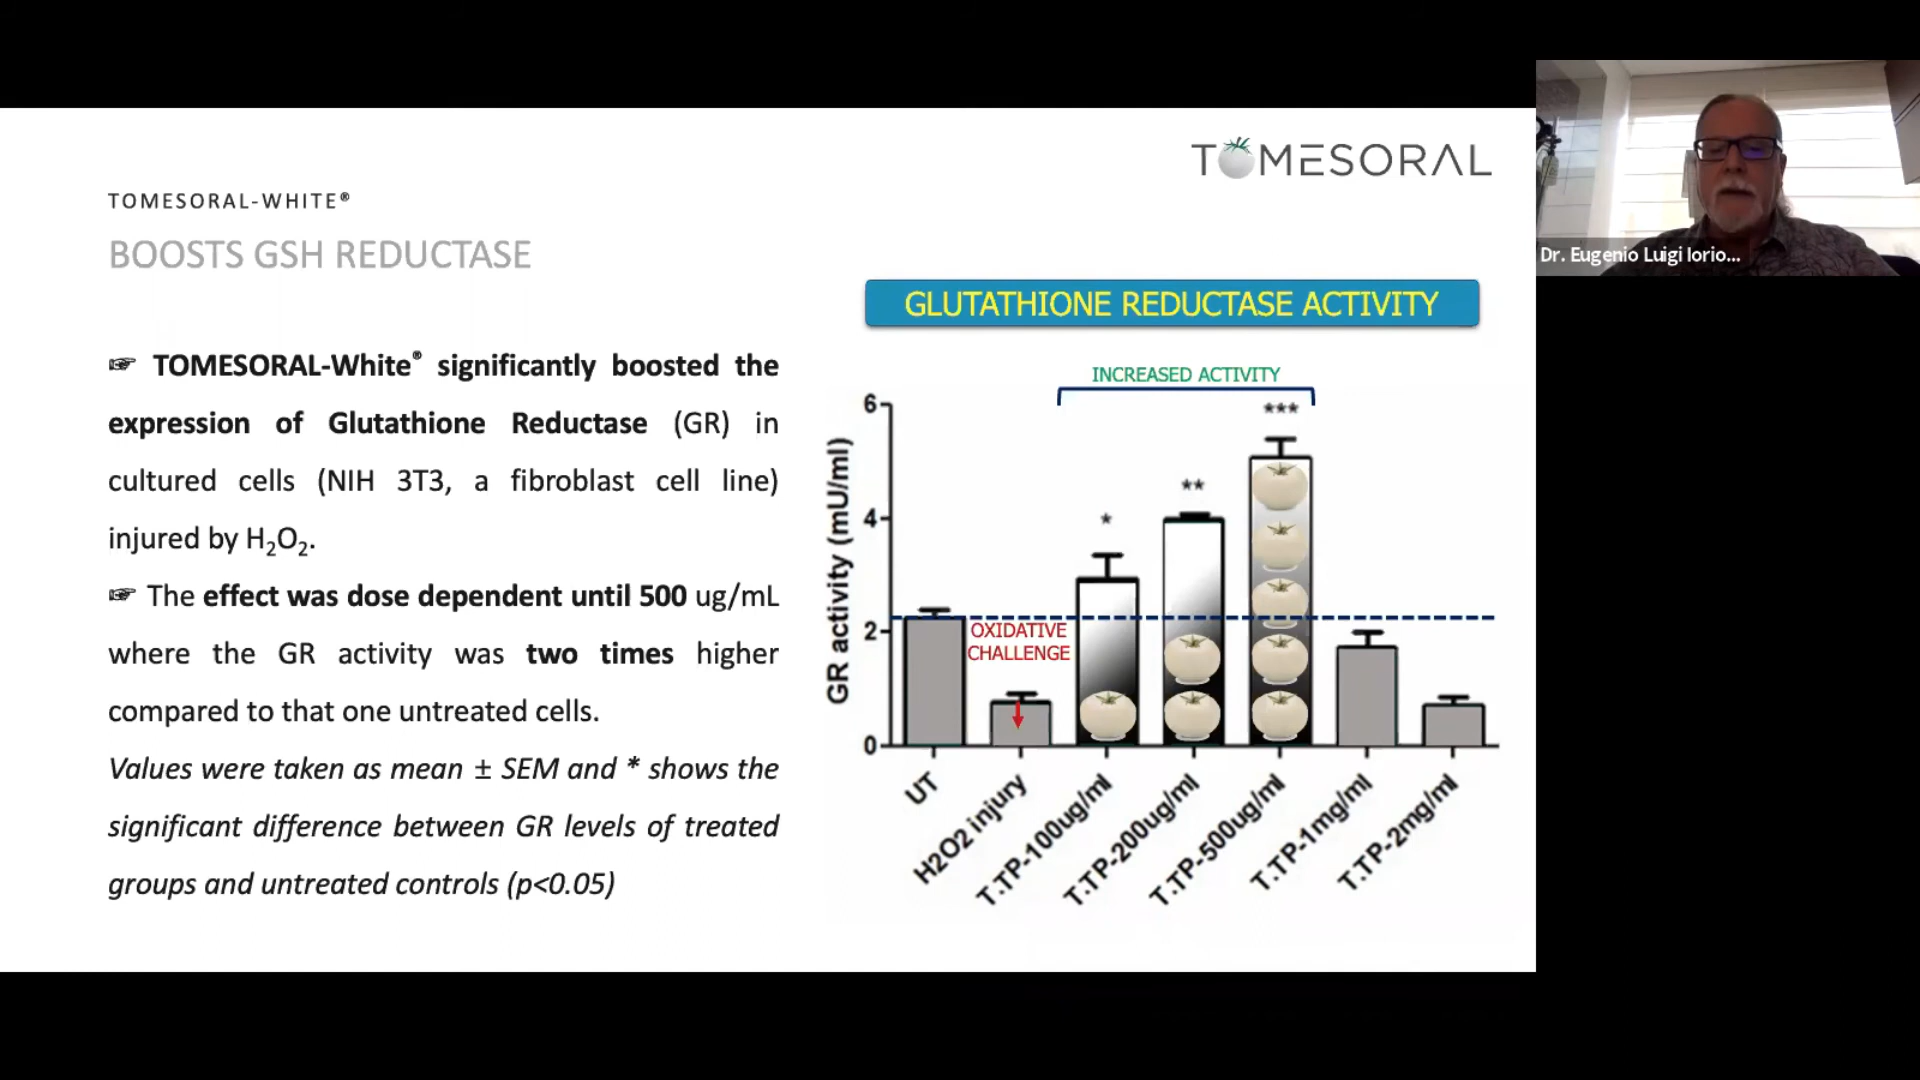 TOMESORAL
TOMESORAL-WHITE®
BOOSTS GSH REDUCTASE
☞ TOMESORAL-White® significantly boosted the
expression of Glutathione Reductase (GR) in
cultured cells (NIH 3T3, a fibroblast cell line)
injured by H₂O₂.
☞ The effect was dose dependent until 500 ug/mL
where the GR activity was two times higher
compared to that one untreated cells.
Values were taken as mean ± SEM and * shows the
significant difference between GR levels of treated
groups and untreated controls (p<0.05)
GLUTATHIONE REDUCTASE ACTIVITY
INCREASED ACTIVITY
GR activity (mU/ml)
6
4
2
0
*
**
***
OXIDATIVE
CHALLENGE
UT
H2O2 injury
T.TP-100ug/ml
T.TP-200ug/ml
T.TP-500ug/ml
T.TP-1mg/ml
T.TP-2mg/ml
Dr. Eugenio Luigi Iorio...